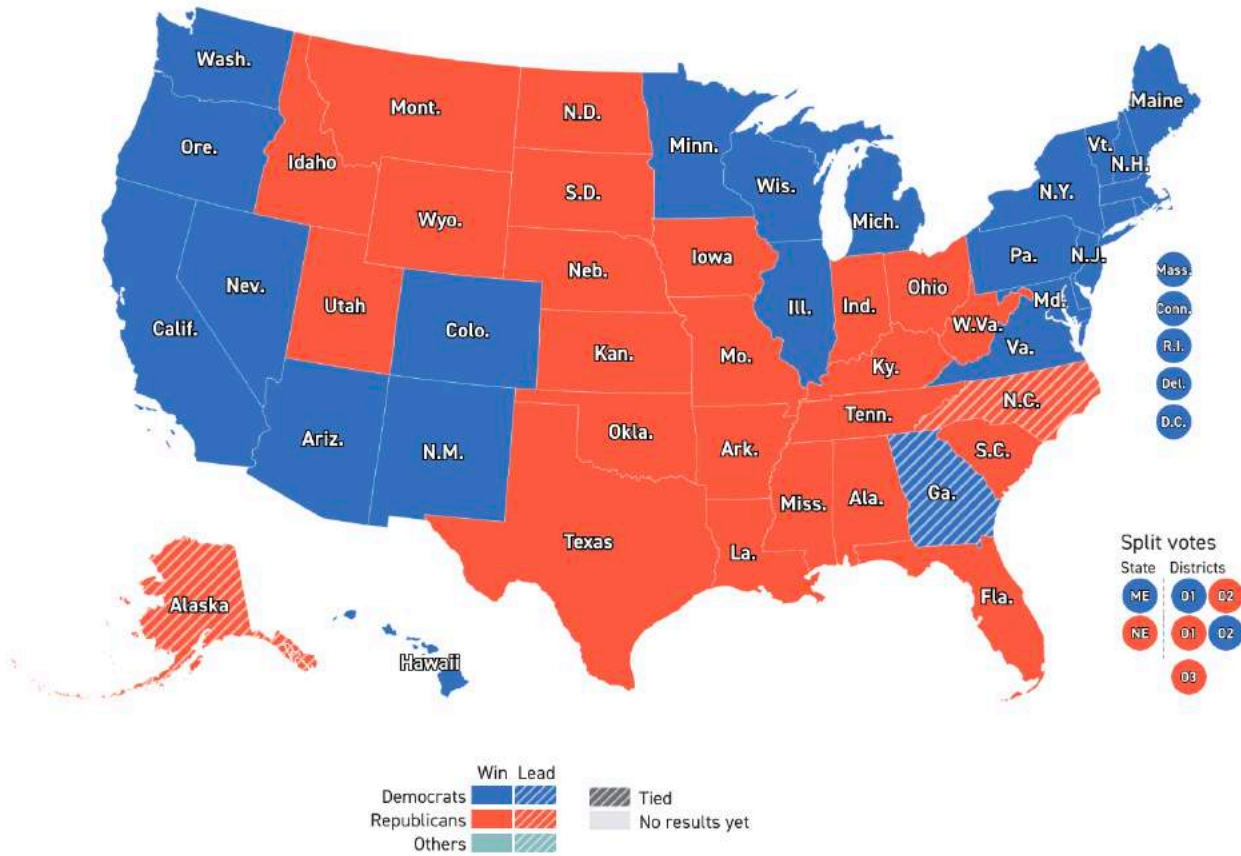 Wash.
Maine
Mont.
N.D.
Vt.
Ore.
Minn.
N.H.
Idaho
Wis.
S.D.
N.Y.
Mich.
Wyo.
Iowa
Pa.
N.J.
Neb.
Ohio
Mass.
Nev.
Utah
Ill.
Ind.
Md.
Conn.
Calif.
Colo.
W.Va.
Va.
R.I.
Kan.
Mo.
Ky.
Del.
N.C.
Tenn.
D.C.
Ariz.
Okla.
N.M.
Ark.
S.C.
Miss.
Ala.
Ga.
Texas
La.
Split votes
State Districts
ME 01 02
NE 01 02
03
Fla.
Alaska
Hawaii
Win Lead
Democrats
Republicans
Others
Tied
No results yet